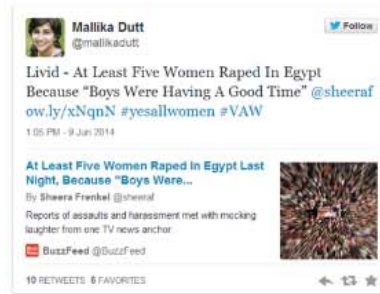 Mallika Dutt
@mallikadutt
Follow
Livid - At Least Five Women Raped In Egypt
Because “Boys Were Having A Good Time” @sheeraf
ow.ly/xNqnN #yesallwomen #VAW
1:05 PM - 9 Jun 2014
At Least Five Women Raped In Egypt Last
Night, Because "Boys Were...
By Sheera Frenkel @sheeraf
Reports of assaults and harassment met with mocking
laughter from one TV news anchor
BuzzFeed @BuzzFeed
10 RETWEETS 6 FAVORITES